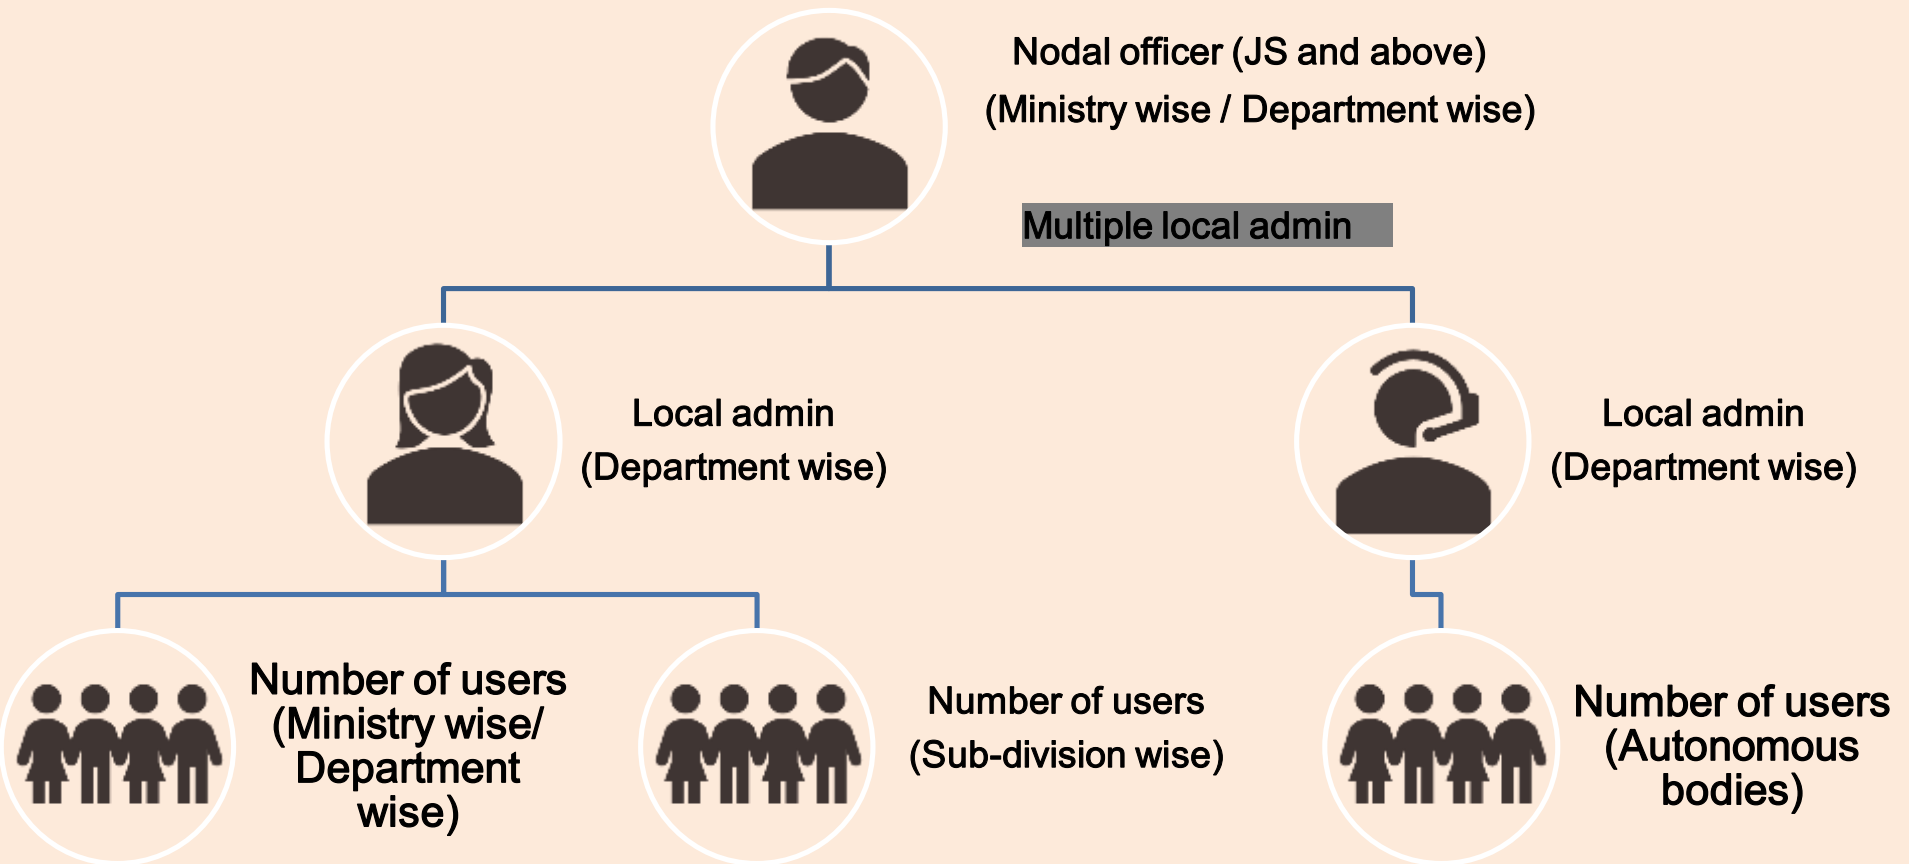 Nodal officer (JS and above)
(Ministry wise / Department wise)
Multiple local admin
Local admin
(Department wise)
Local admin
(Department wise)
Number of users
(Ministry wise/
Department
wise)
Number of users
(Sub-division wise)
Number of users
(Autonomous
bodies)